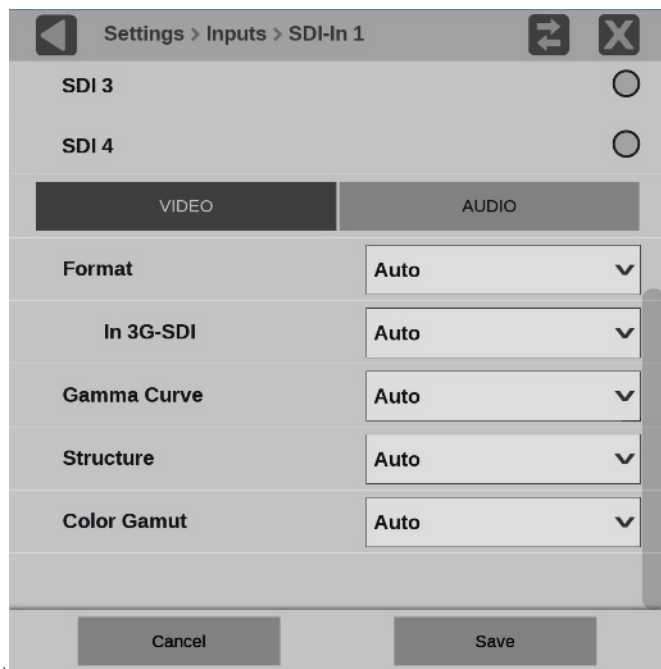 Settings > Inputs > SDI-In 1
SDI 3
SDI 4
VIDEO AUDIO
Format Auto
In 3G-SDI Auto
Gamma Curve Auto
Structure Auto
Color Gamut Auto
Cancel Save